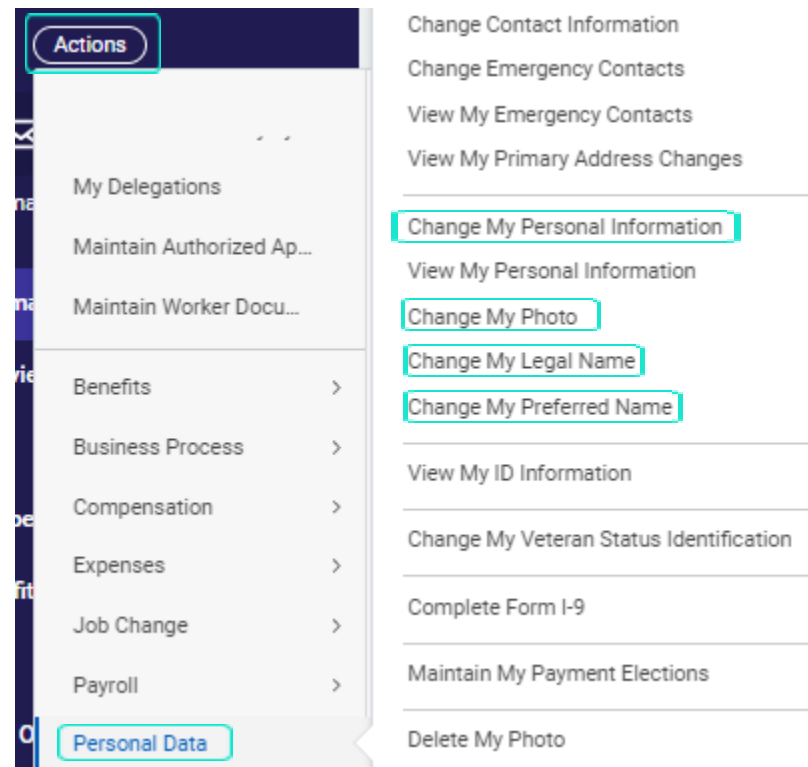 Actions
My Delegations
Maintain Authorized Ap...
Maintain Worker Docu...
Benefits
Business Process
Compensation
Expenses
Job Change
Payroll
Personal Data
Change Contact Information
Change Emergency Contacts
View My Emergency Contacts
View My Primary Address Changes
Change My Personal Information
View My Personal Information
Change My Photo
Change My Legal Name
Change My Preferred Name
View My ID Information
Change My Veteran Status Identification
Complete Form I-9
Maintain My Payment Elections
Delete My Photo